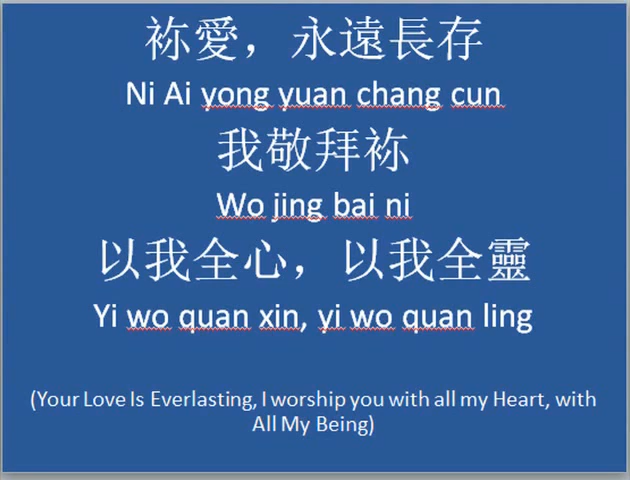 祢愛，永遠長存
Ni Ai yong yuan chang cun
我敬拜祢
Wo jing bai ni
以我全心，以我全靈
Yi wo quan xin, yi wo quan ling
(Your Love Is Everlasting, I worship you with all my Heart, with
All My Being)